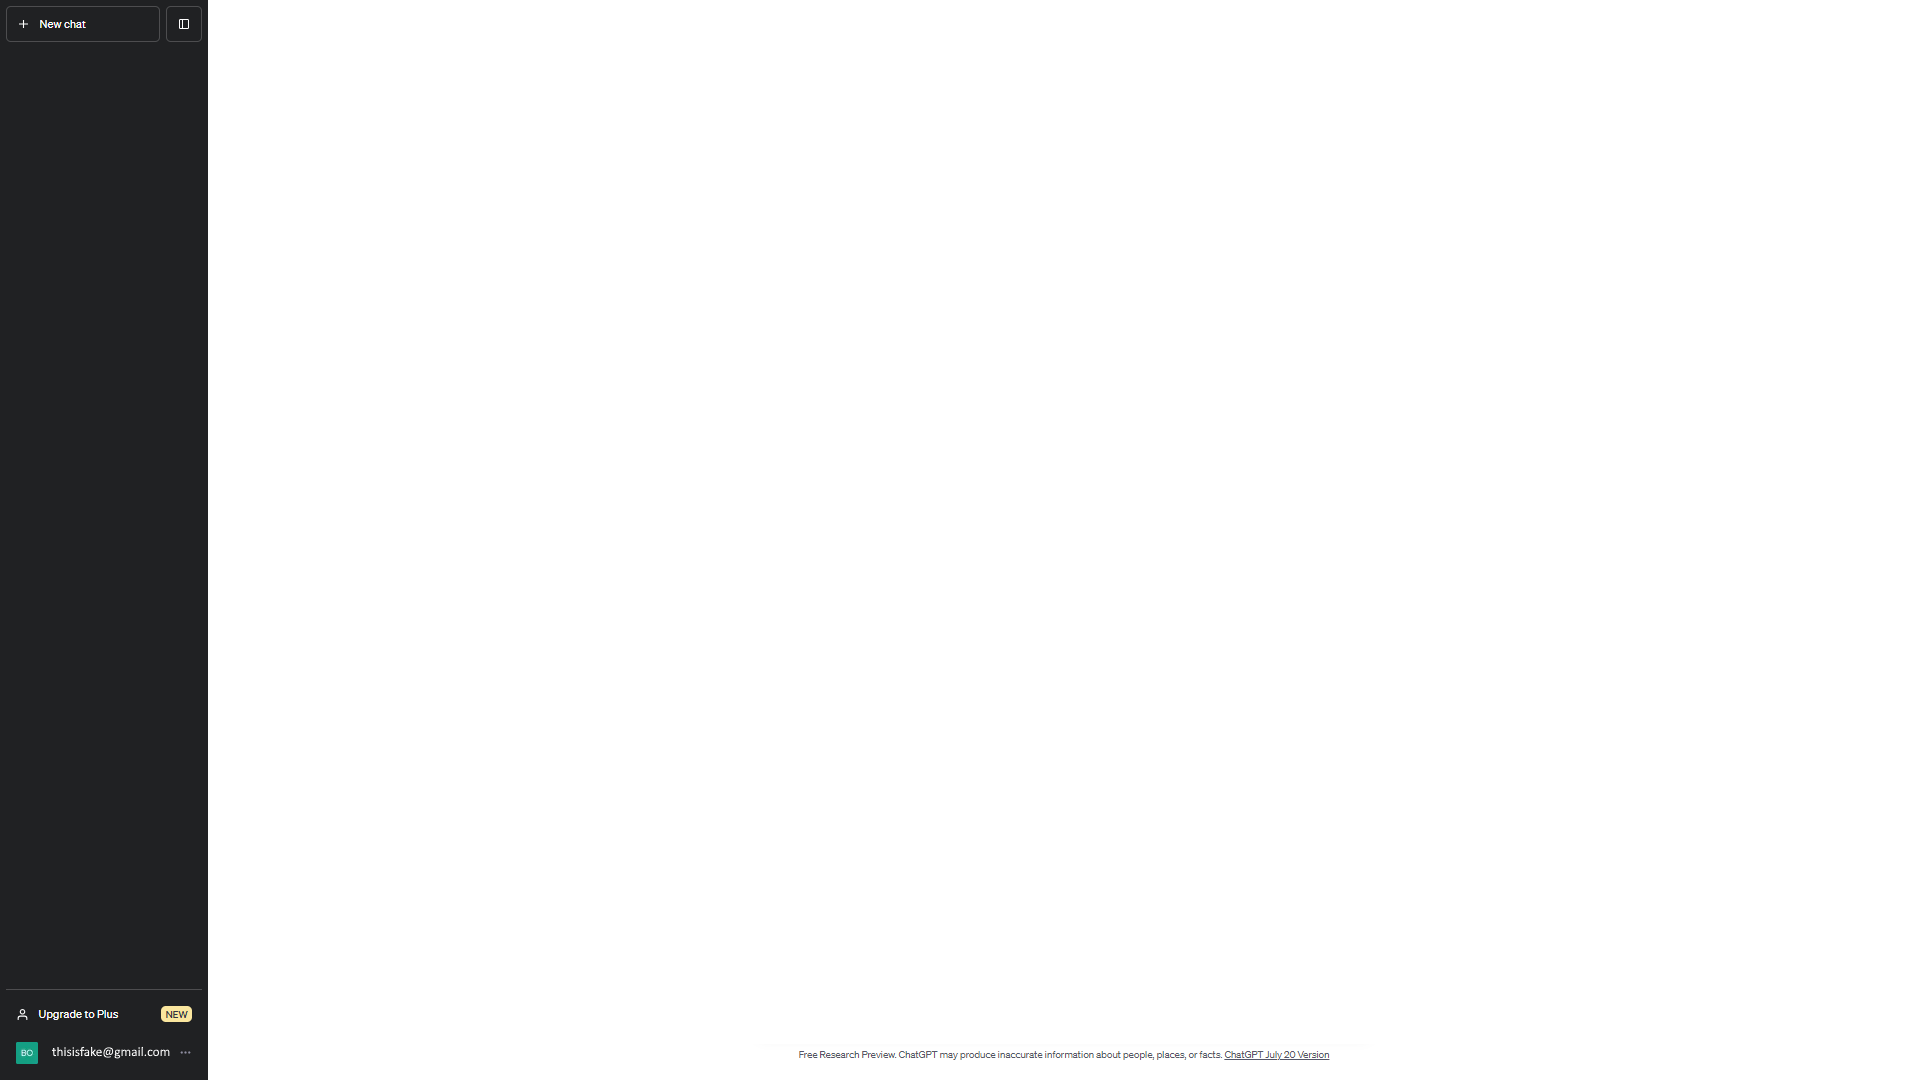 New chat
Upgrade to Plus NEW
BO thisisfake@gmail.com
Free Research Preview. ChatGPT may produce inaccurate information about people, places, or facts. ChatGPT July 20 Version